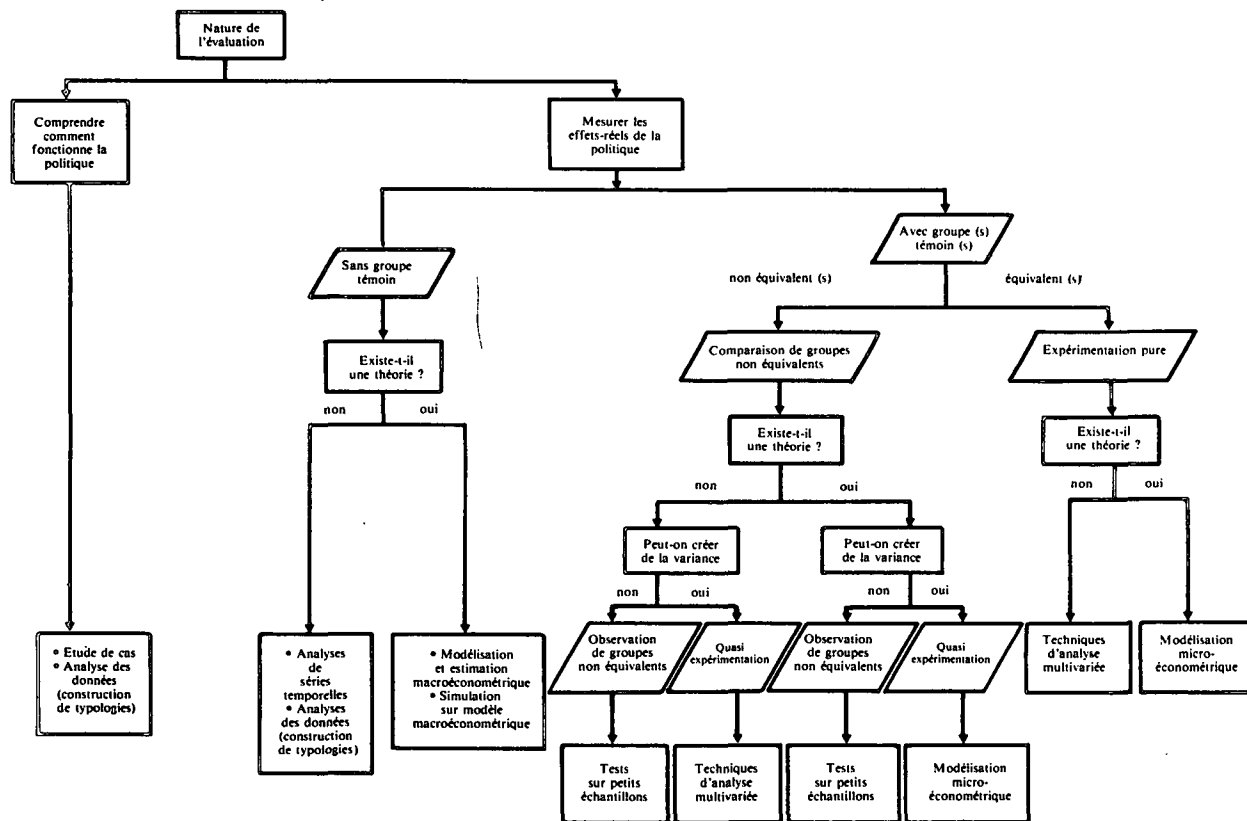 Nature de
l'évaluation
Comprendre
comment
fonctionne la
politique
Mesurer les
effets-réels de la
politique
Avec groupe (s)
témoin (s)
Sans groupe
témoin
non équivalent (s)
équivalent (s)
Existe-t-il
une théorie ?
Comparaison de groupes
non équivalents
Expérimentation pure
non
oui
Existe-t-il
une théorie ?
Existe-t-il
une théorie ?
non
oui
non
oui
Peut-on créer
de la variance
Peut-on créer
de la variance
non
oui
non
oui
• Etude de cas
• Analyse des
données
(construction
de typologies)
• Analyses
de
séries
temporelles
• Analyses
des données
(construction
de typologies)
• Modélisation
et estimation
macroéconométrique
• Simulation
sur modèle
macroéconométrique
Observation
de groupes
non équivalents
Quasi
expérimentation
Observation
de groupes
non équivalents
Quasi
expérimentation
Techniques
d'analyse
multivariée
Modélisation
micro-
économétrique
Tests
sur petits
échantillons
Techniques
d'analyse
multivariée
Tests
sur petits
échantillons
Modélisation
micro-
économétrique